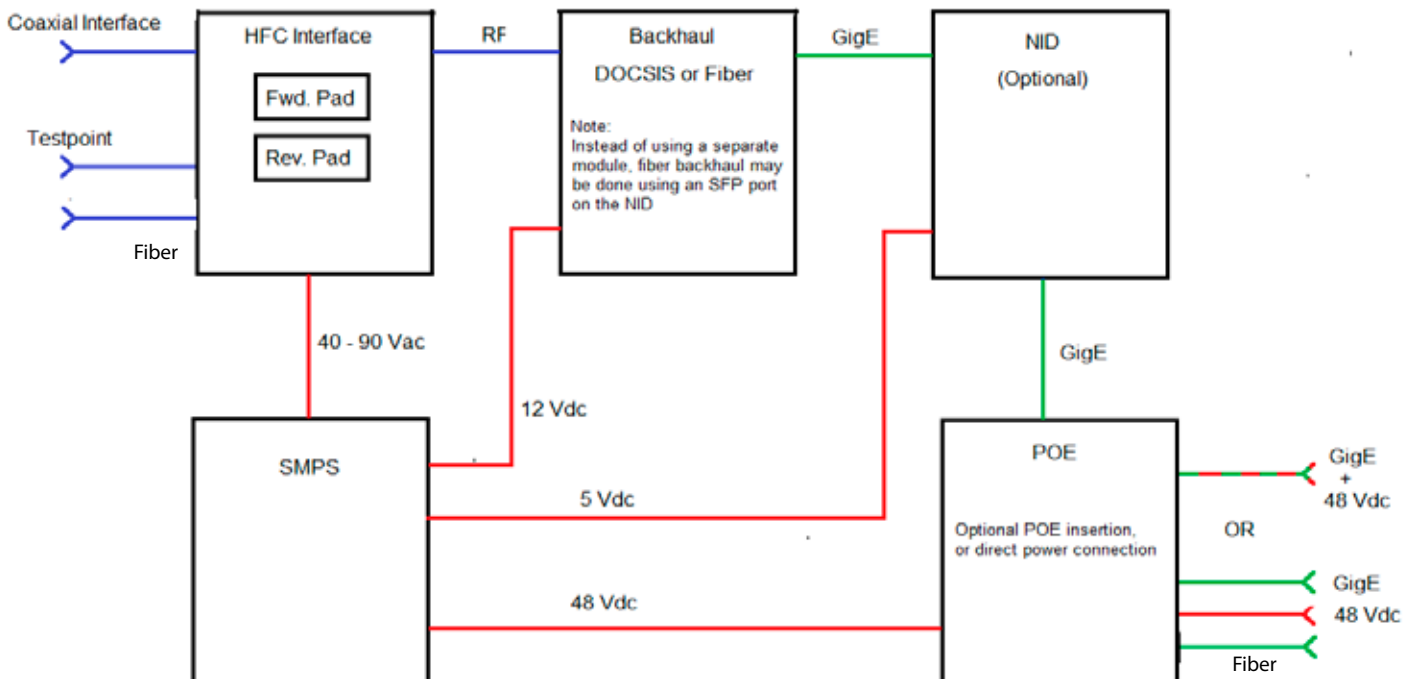 Coaxial Interface
HFC Interface
Fwd. Pad
Rev. Pad
Testpoint
Fiber
RF
Backhaul
DOCSIS or Fiber
Note:
Instead of using a separate
module, fiber backhaul may
be done using an SFP port
on the NID
GigE
NID
(Optional)
40 - 90 Vac
12 Vdc
GigE
SMPS
5 Vdc
48 Vdc
POE
Optional POE insertion,
or direct power connection
GigE
+
48 Vdc
OR
GigE
48 Vdc
Fiber